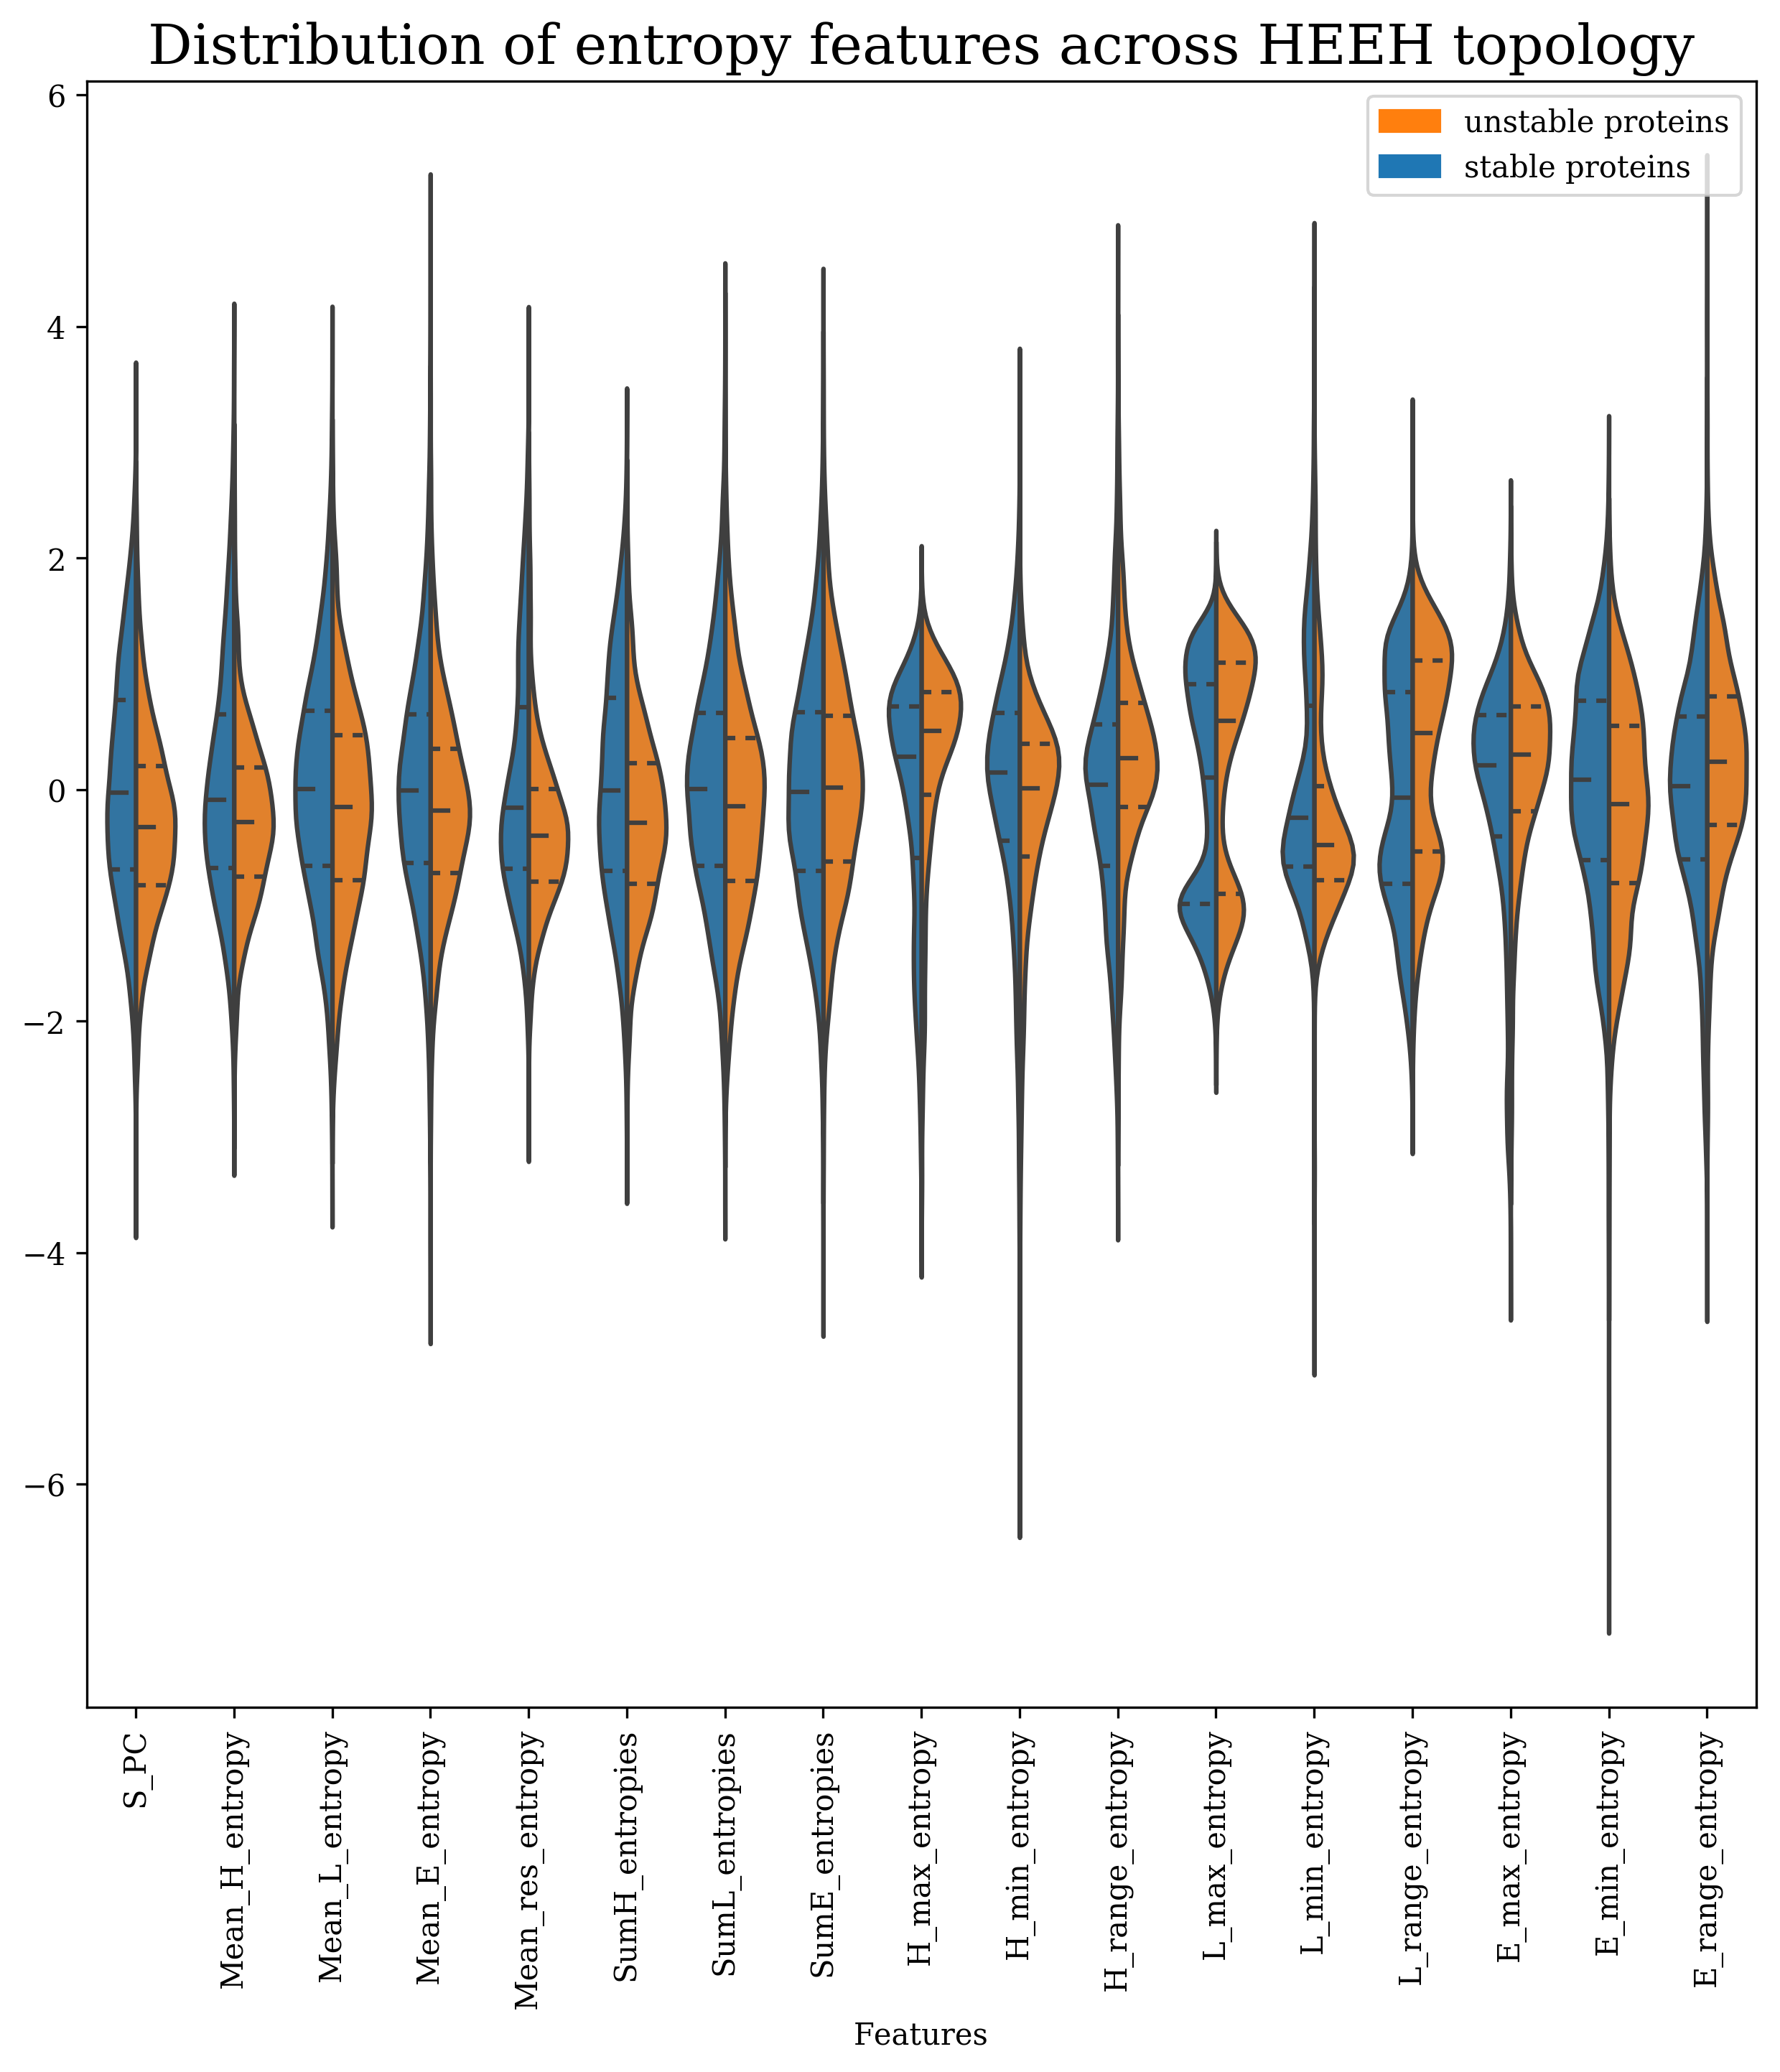 Distribution of entropy features across HEEH topology
unstable proteins
stable proteins
6
4
2
0
−2
−4
−6
S_PC
Mean_H_entropy
Mean_L_entropy
Mean_E_entropy
Mean_res_entropy
SumH_entropies
SumL_entropies
SumE_entropies
H_max_entropy
H_min_entropy
H_range_entropy
L_max_entropy
L_min_entropy
L_range_entropy
E_max_entropy
E_min_entropy
E_range_entropy
Features